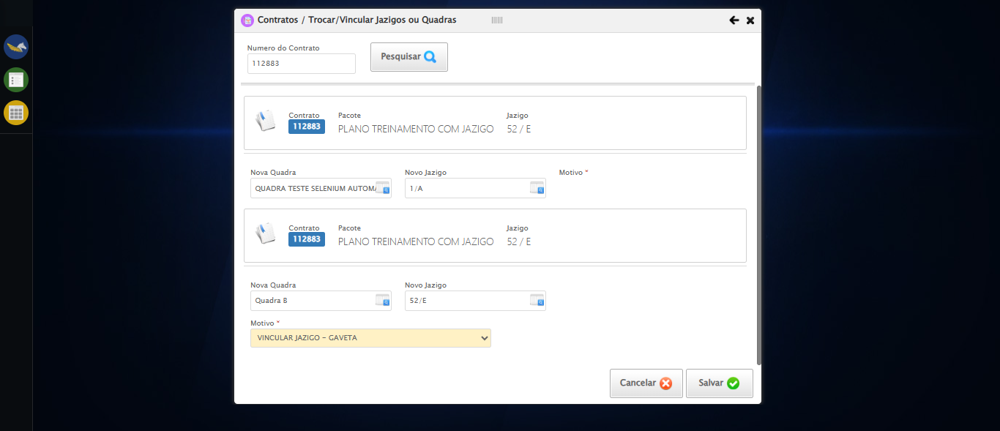 Contratos / Trocar/Vincular Jazigos ou Quadras
Numero do Contrato
112883
Pesquisar
Contrato Pacote Jazigo
112883 PLANO TREINAMENTO COM JAZIGO 52 / E
Nova Quadra Novo Jazigo Motivo *
QUADRA TESTE SELENIUM AUTOMA 1/A
Contrato Pacote Jazigo
112883 PLANO TREINAMENTO COM JAZIGO 52 / E
Nova Quadra Novo Jazigo
Quadra B 52/E
Motivo *
VINCULAR JAZIGO - GAVETA
Cancelar Salvar